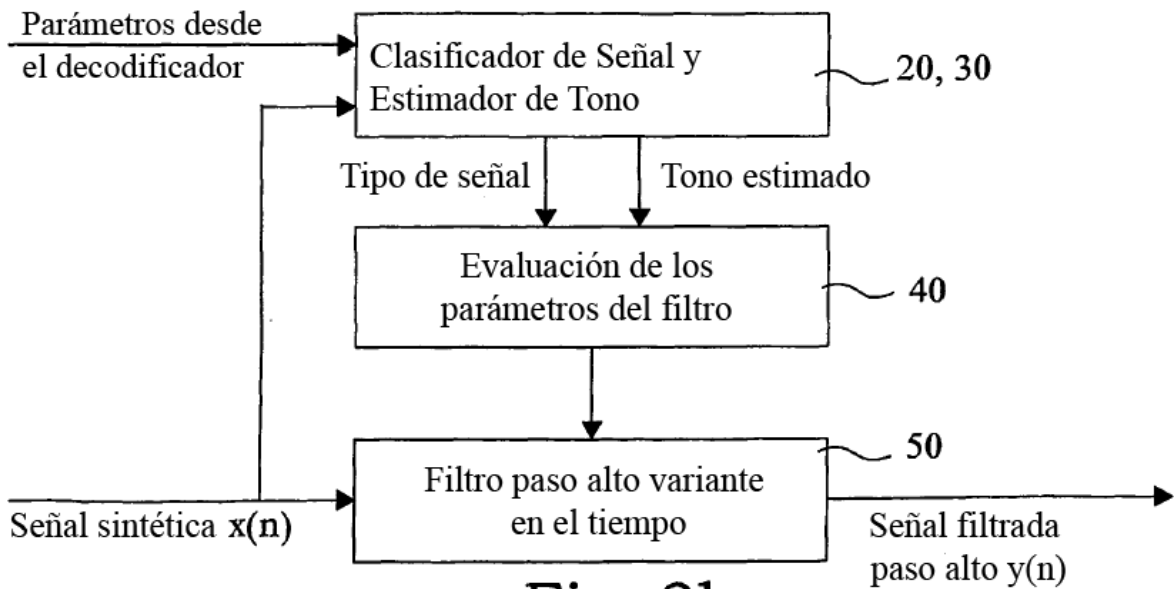 Parámetros desde
el decodificador
Clasificador de Señal y
Estimador de Tono
20, 30
Tipo de señal
Tono estimado
Evaluación de los
parámetros del filtro
40
Filtro paso alto variante
en el tiempo
50
Señal sintética x(n)
Señal filtrada
paso alto y(n)